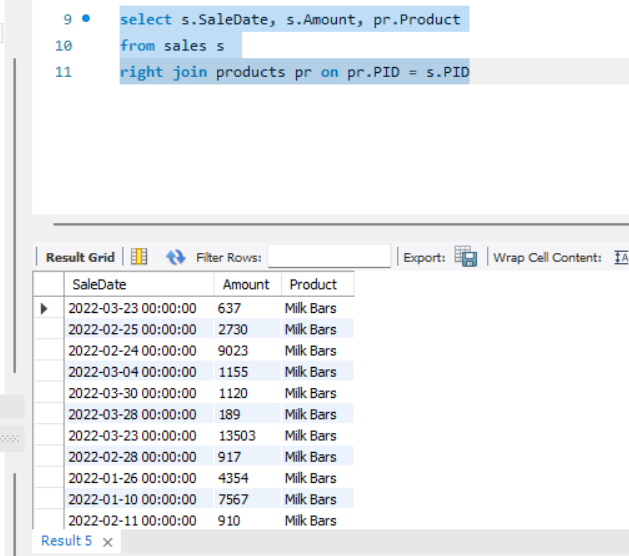 9 select s.SaleDate, s.Amount, pr.Product
10 from sales s
11 right join products pr on pr.PID = s.PID
Result Grid Filter Rows: Export: Wrap Cell Content:
SaleDate Amount Product
2022-03-23 00:00:00 637 Milk Bars
2022-02-25 00:00:00 2730 Milk Bars
2022-02-24 00:00:00 9023 Milk Bars
2022-03-04 00:00:00 1155 Milk Bars
2022-03-30 00:00:00 1120 Milk Bars
2022-03-28 00:00:00 189 Milk Bars
2022-03-23 00:00:00 13503 Milk Bars
2022-02-28 00:00:00 917 Milk Bars
2022-01-26 00:00:00 4354 Milk Bars
2022-01-10 00:00:00 7567 Milk Bars
2022-02-11 00:00:00 910 Milk Bars
Result 5